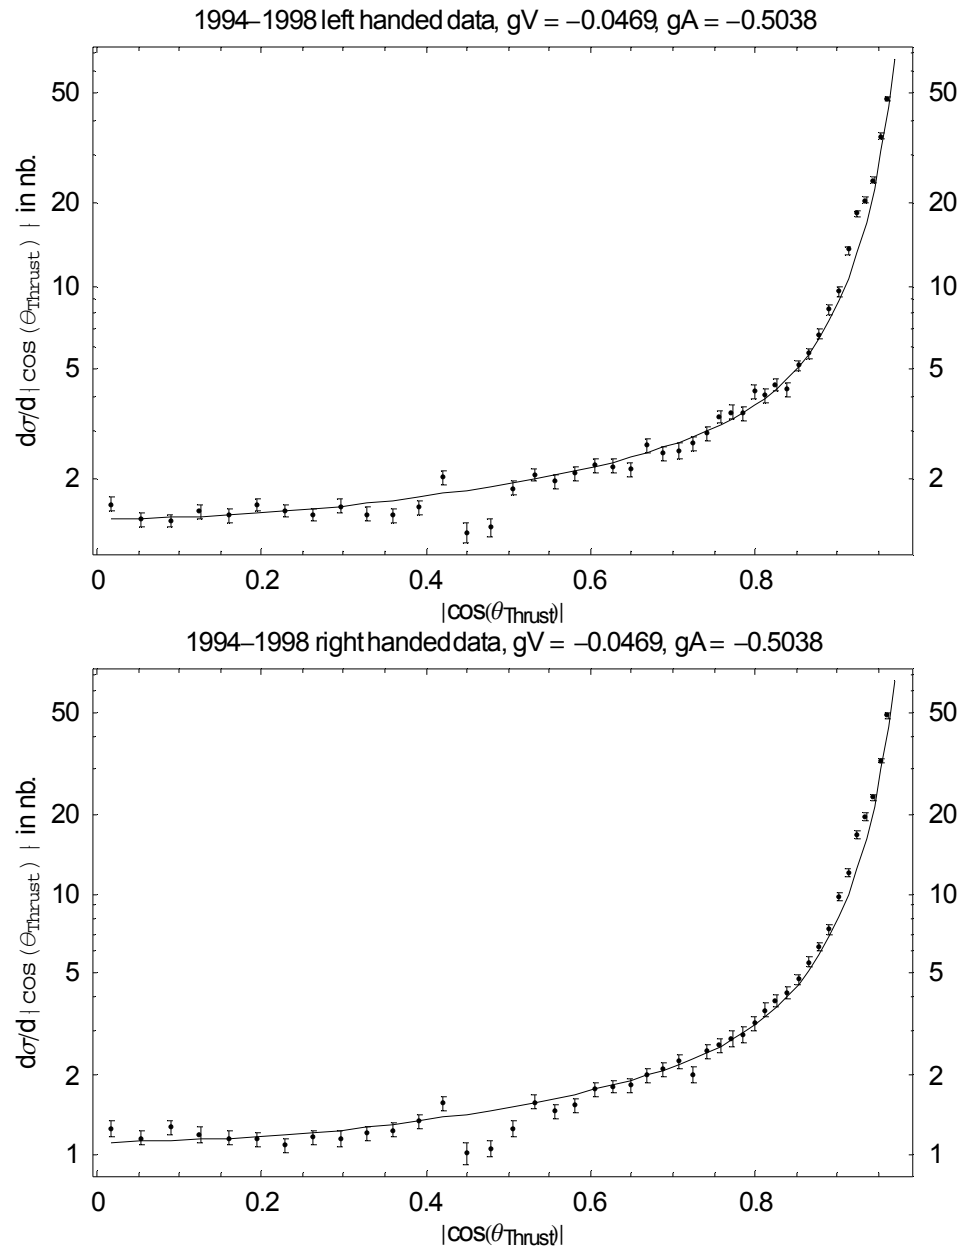 1994–1998 left handed data, gV = −0.0469, gA = −0.5038
50 50
20 20
10 10
5 5
2 2
dσ/d|cos (θThrust) | in nb.
0 0.2 0.4 0.6 0.8
|cos(θThrust)|
1994–1998 right handed data, gV = −0.0469, gA = −0.5038
50 50
20 20
10 10
5 5
2 2
1 1
dσ/d|cos (θThrust) | in nb.
0 0.2 0.4 0.6 0.8
|cos(θThrust)|